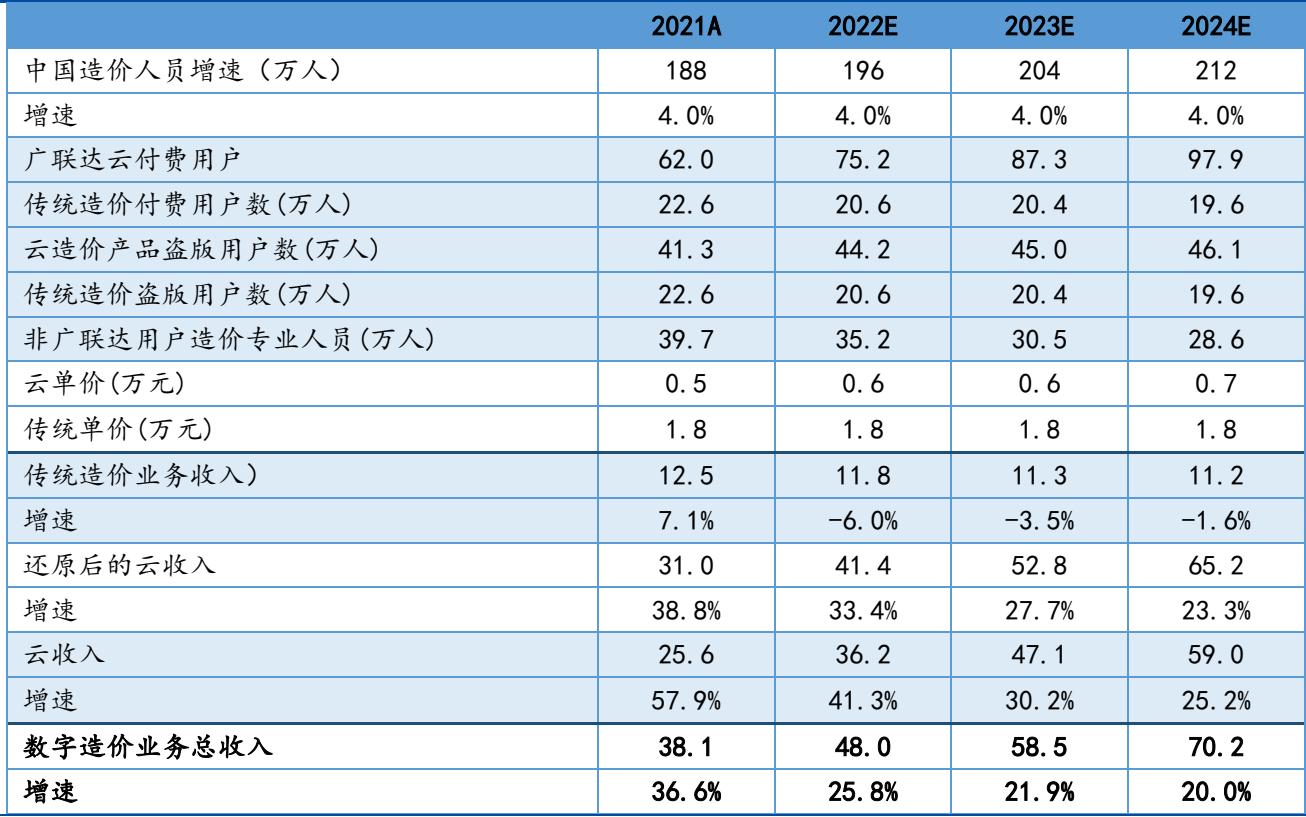 2021A 2022E 2023E 2024E
中国造价人员增速（万人） 188 196 204 212
增速 4.0% 4.0% 4.0% 4.0%
广联达云付费用户 62.0 75.2 87.3 97.9
传统造价付费用户数(万人) 22.6 20.6 20.4 19.6
云造价产品盗版用户数(万人) 41.3 44.2 45.0 46.1
传统造价盗版用户数(万人) 22.6 20.6 20.4 19.6
非广联达用户造价专业人员(万人) 39.7 35.2 30.5 28.6
云单价(万元) 0.5 0.6 0.6 0.7
传统单价(万元) 1.8 1.8 1.8 1.8
传统造价业务收入） 12.5 11.8 11.3 11.2
增速 7.1% -6.0% -3.5% -1.6%
还原后的云收入 31.0 41.4 52.8 65.2
增速 38.8% 33.4% 27.7% 23.3%
云收入 25.6 36.2 47.1 59.0
增速 57.9% 41.3% 30.2% 25.2%
数字造价业务总收入 38.1 48.0 58.5 70.2
增速 36.6% 25.8% 21.9% 20.0%